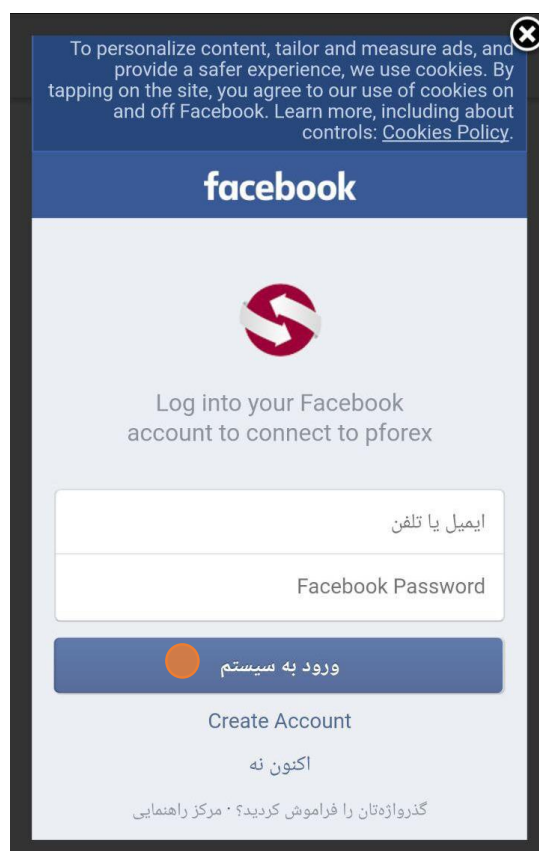 To personalize content, tailor and measure ads, and
provide a safer experience, we use cookies. By
tapping on the site, you agree to our use of cookies on
and off Facebook. Learn more, including about
controls: Cookies Policy.
facebook
Log into your Facebook
account to connect to pforex
ایمیل یا تلفن
Facebook Password
ورود به سیستم
Create Account
اکنون نه
گذرواژه‌تان را فراموش کردید؟ · مرکز راهنمایی